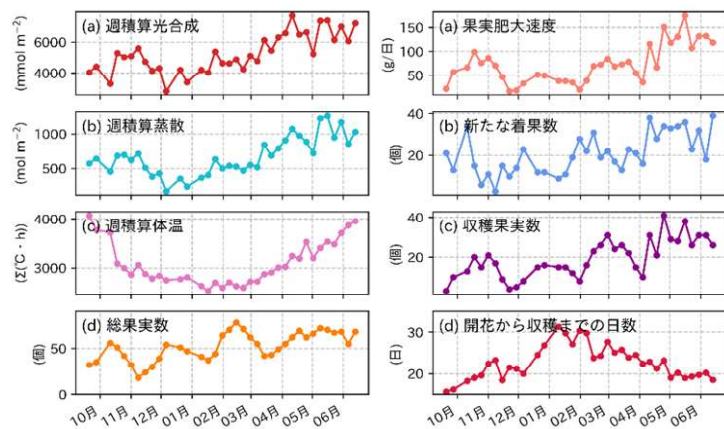 (a) 週積算光合成
(mmol m⁻²)
6000
4000
(b) 週積算蒸散
(mol m⁻²)
1000
500
(c) 週積算体温
(Σ(℃・h))
4000
3000
(d) 総果実数
(個)
50
0
10月 11月 12月 01月 02月 03月 04月 05月 06月
(a) 果実肥大速度
(g/日)
150
100
50
(b) 新たな着果数
(個)
40
20
(c) 収穫果実数
(個)
40
20
(d) 開花から収穫までの日数
(日)
30
20
10月 11月 12月 01月 02月 03月 04月 05月 06月